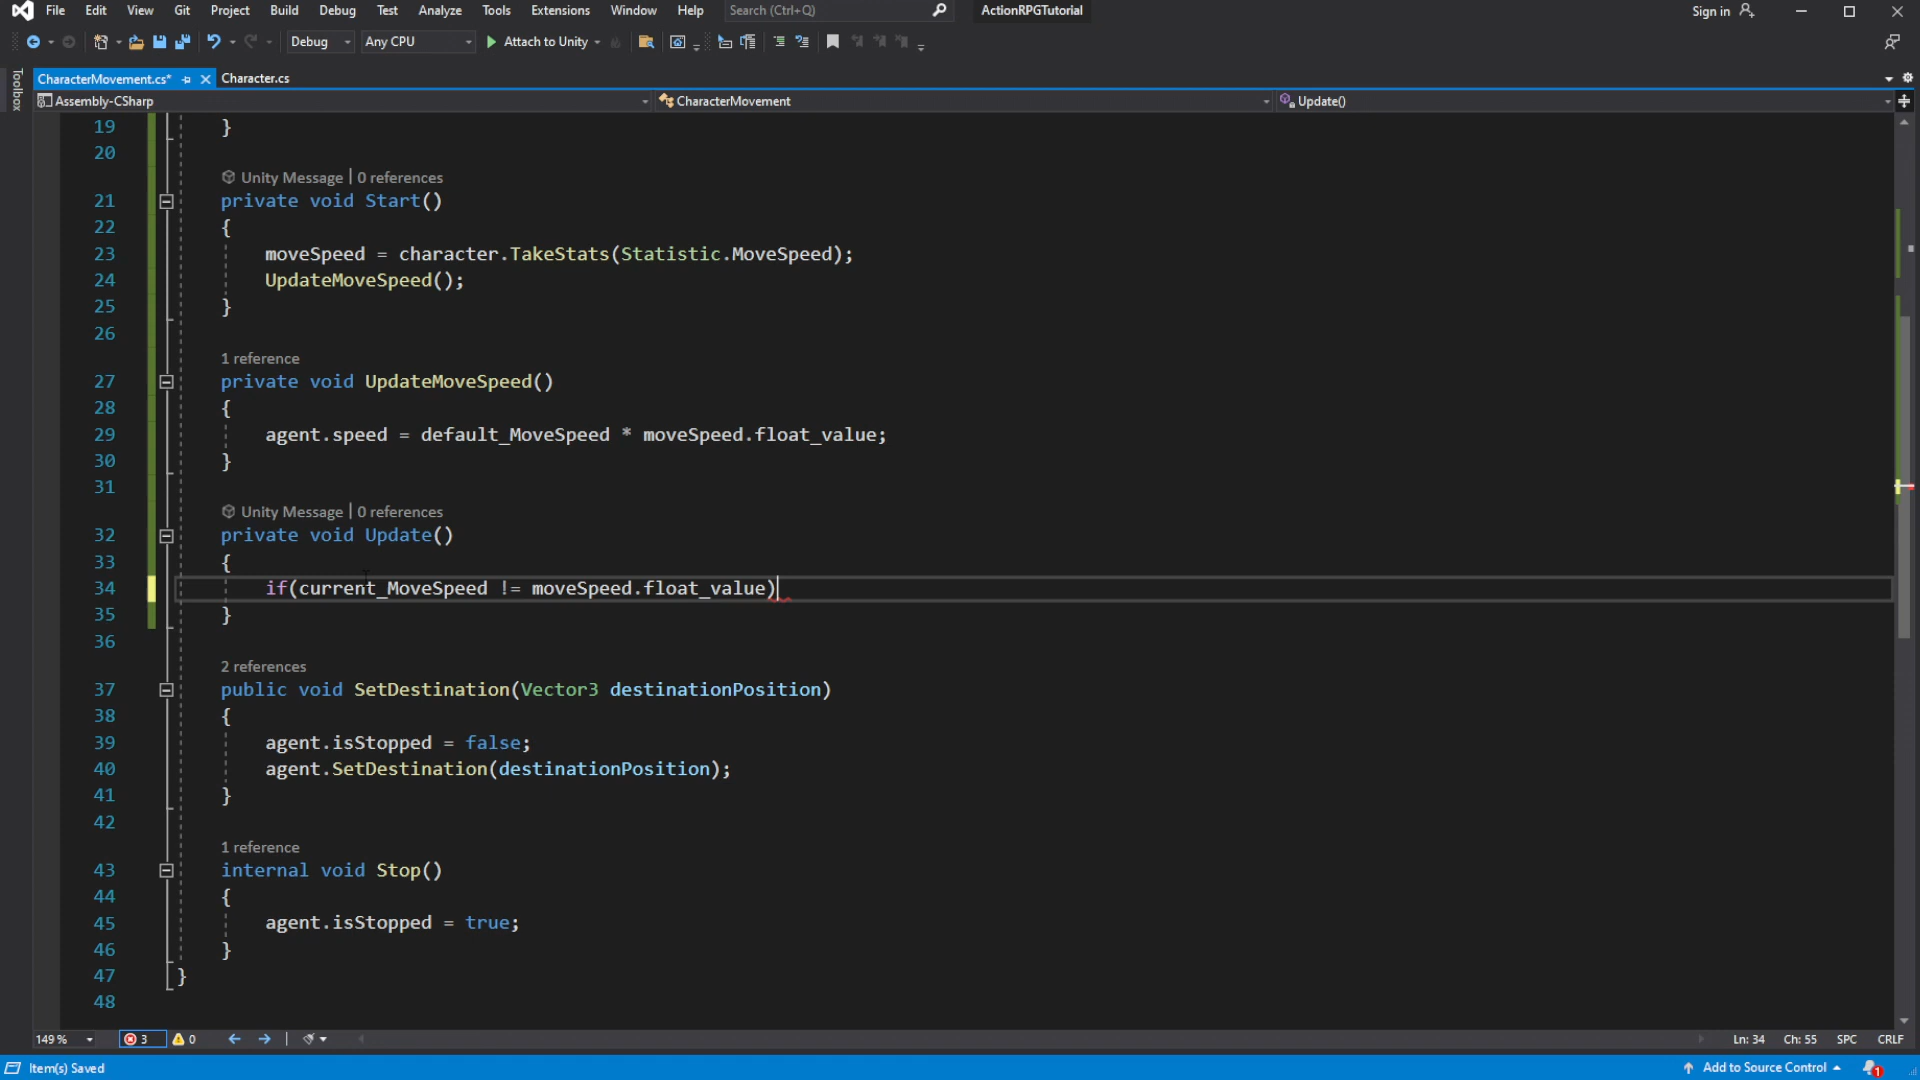 File Edit View Git Project Build Debug Test Analyze Tools Extensions Window Help Search (Ctrl+Q) ActionRPGTutorial Sign in
Debug Any CPU Attach to Unity
Toolbox
CharacterMovement.cs* Character.cs
Assembly-CSharp CharacterMovement Update()
19 }
20
Unity Message | 0 references
21 private void Start()
22 {
23 moveSpeed = character.TakeStats(Statistic.MoveSpeed);
24 UpdateMoveSpeed();
25 }
26
1 reference
27 private void UpdateMoveSpeed()
28 {
29 agent.speed = default_MoveSpeed * moveSpeed.float_value;
30 }
31
Unity Message | 0 references
32 private void Update()
33 {
34 if(current_MoveSpeed != moveSpeed.float_value)
35 }
36
2 references
37 public void SetDestination(Vector3 destinationPosition)
38 {
39 agent.isStopped = false;
40 agent.SetDestination(destinationPosition);
41 }
42
1 reference
43 internal void Stop()
44 {
45 agent.isStopped = true;
46 }
47 }
48
149 % 3 0 Ln: 34 Ch: 55 SPC CRLF
Item(s) Saved Add to Source Control 1